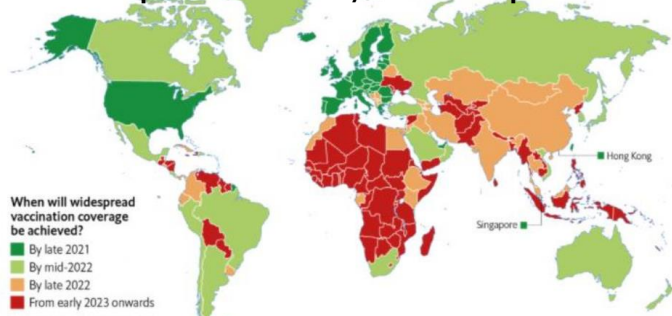 Hong Kong
Singapore
When will widespread
vaccination coverage
be achieved?
By late 2021
By mid-2022
By late 2022
From early 2023 onwards